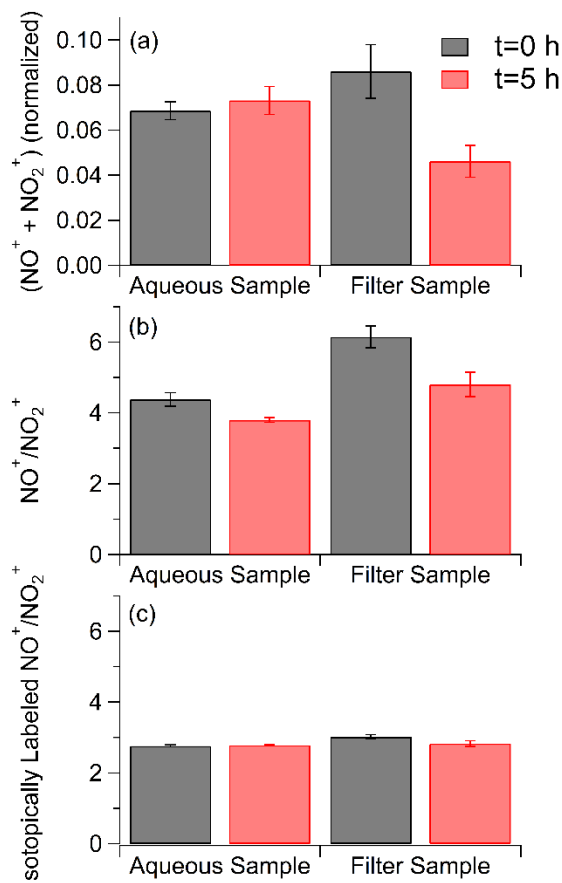 (a)
t=0 h
t=5 h
(NO⁺ + NO₂⁺) (normalized)
0.10
0.08
0.06
0.04
0.02
0.00
Aqueous Sample
Filter Sample
(b)
NO⁺/NO₂⁺
6
4
2
0
Aqueous Sample
Filter Sample
(c)
sotopically Labeled NO⁺/NO₂⁺
6
4
2
0
Aqueous Sample
Filter Sample